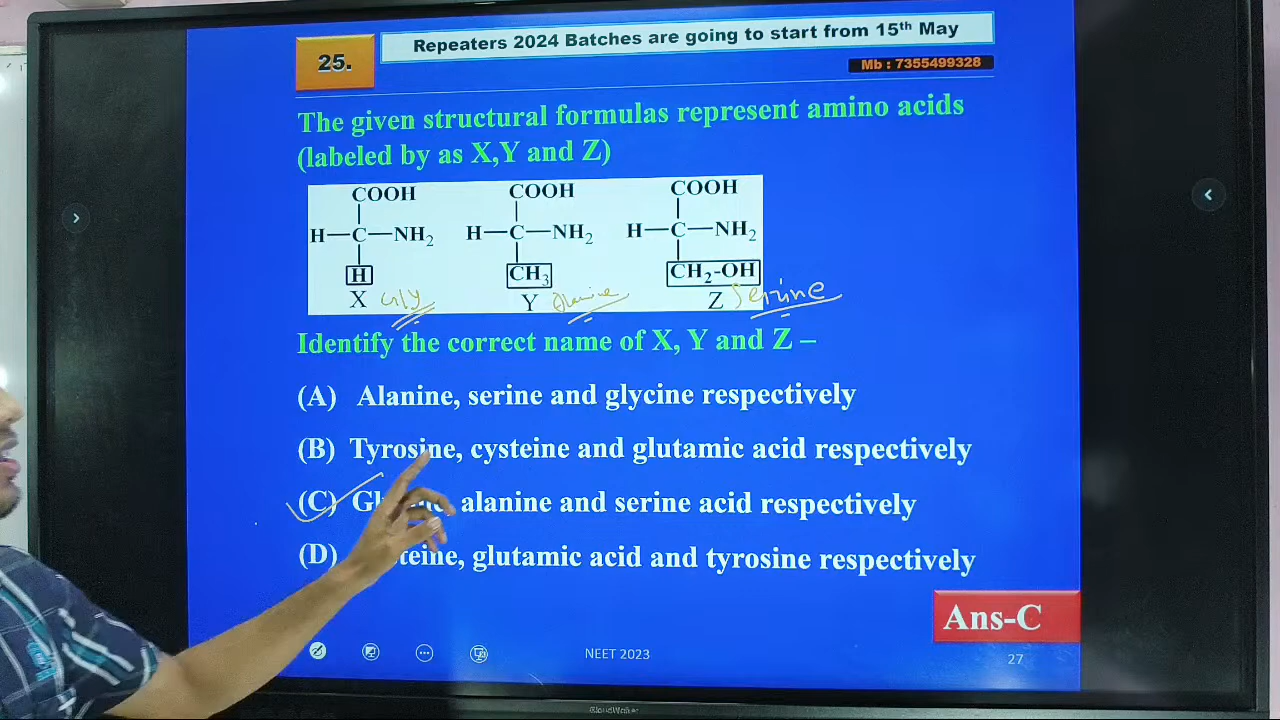 25.
Repeaters 2024 Batches are going to start from 15th May
Mb : 7355499328
The given structural formulas represent amino acids
(labeled by as X,Y and Z)
COOH COOH COOH
H—C—NH₂ H—C—NH₂ H—C—NH₂
H CH₃ CH₂-OH
X Gly Y Z Serine
Identify the correct name of X, Y and Z –
(A) Alanine, serine and glycine respectively
(B) Tyrosine, cysteine and glutamic acid respectively
(C) alanine and serine acid respectively
(D) glutamic acid and tyrosine respectively
Ans-C
NEET 2023
27
CloudWalker